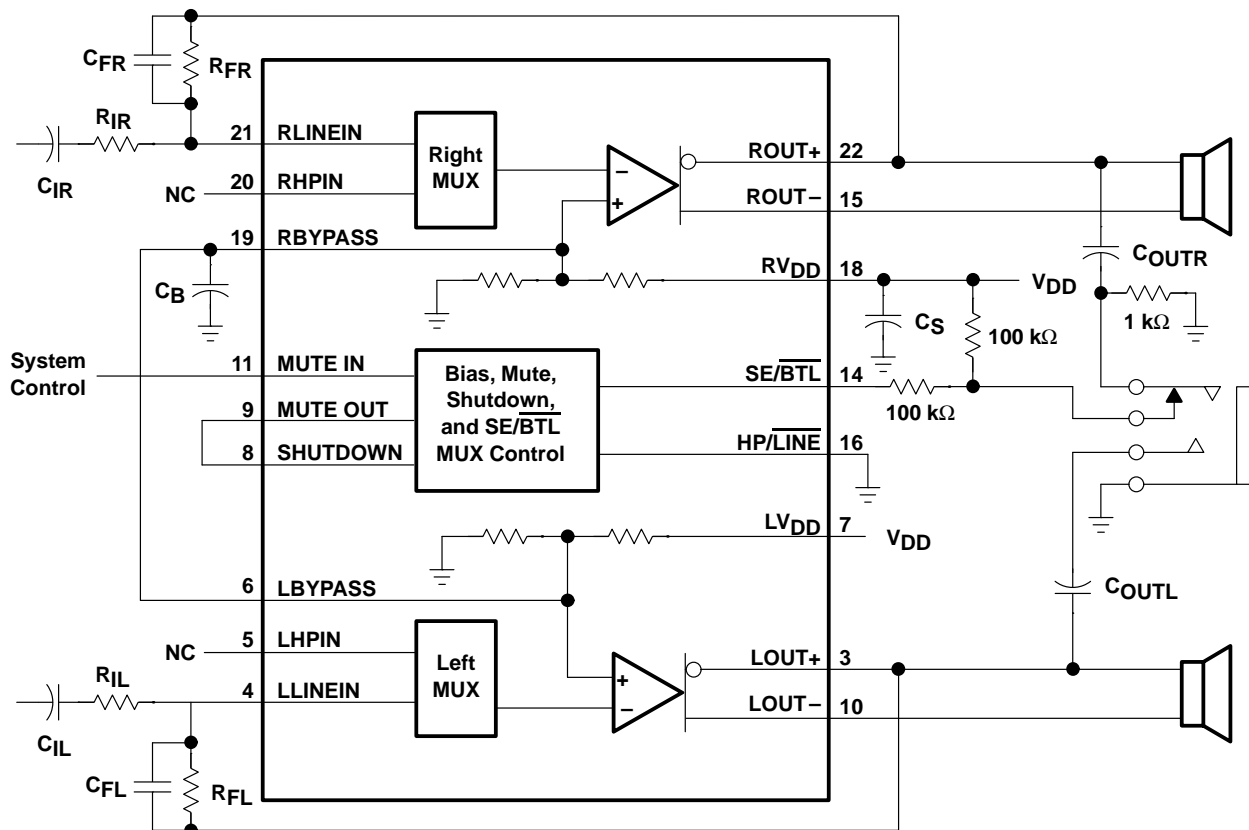 CFR
RFR
RIR
CIR
21 RLINEIN
NC
20 RHPIN
Right
MUX
19 RBYPASS
CB
−
+
ROUT+ 22
ROUT− 15
RVDD 18
VDD
CS
100 kΩ
COUTR
1 kΩ
System
Control
11 MUTE IN
9 MUTE OUT
8 SHUTDOWN
Bias, Mute,
Shutdown,
and SE/BTL
MUX Control
SE/BTL 14
100 kΩ
HP/LINE 16
LVDD 7
VDD
6 LBYPASS
COUTL
NC
5 LHPIN
RIL
4 LLINEIN
CIL
Left
MUX
+
−
LOUT+ 3
LOUT− 10
CFL
RFL